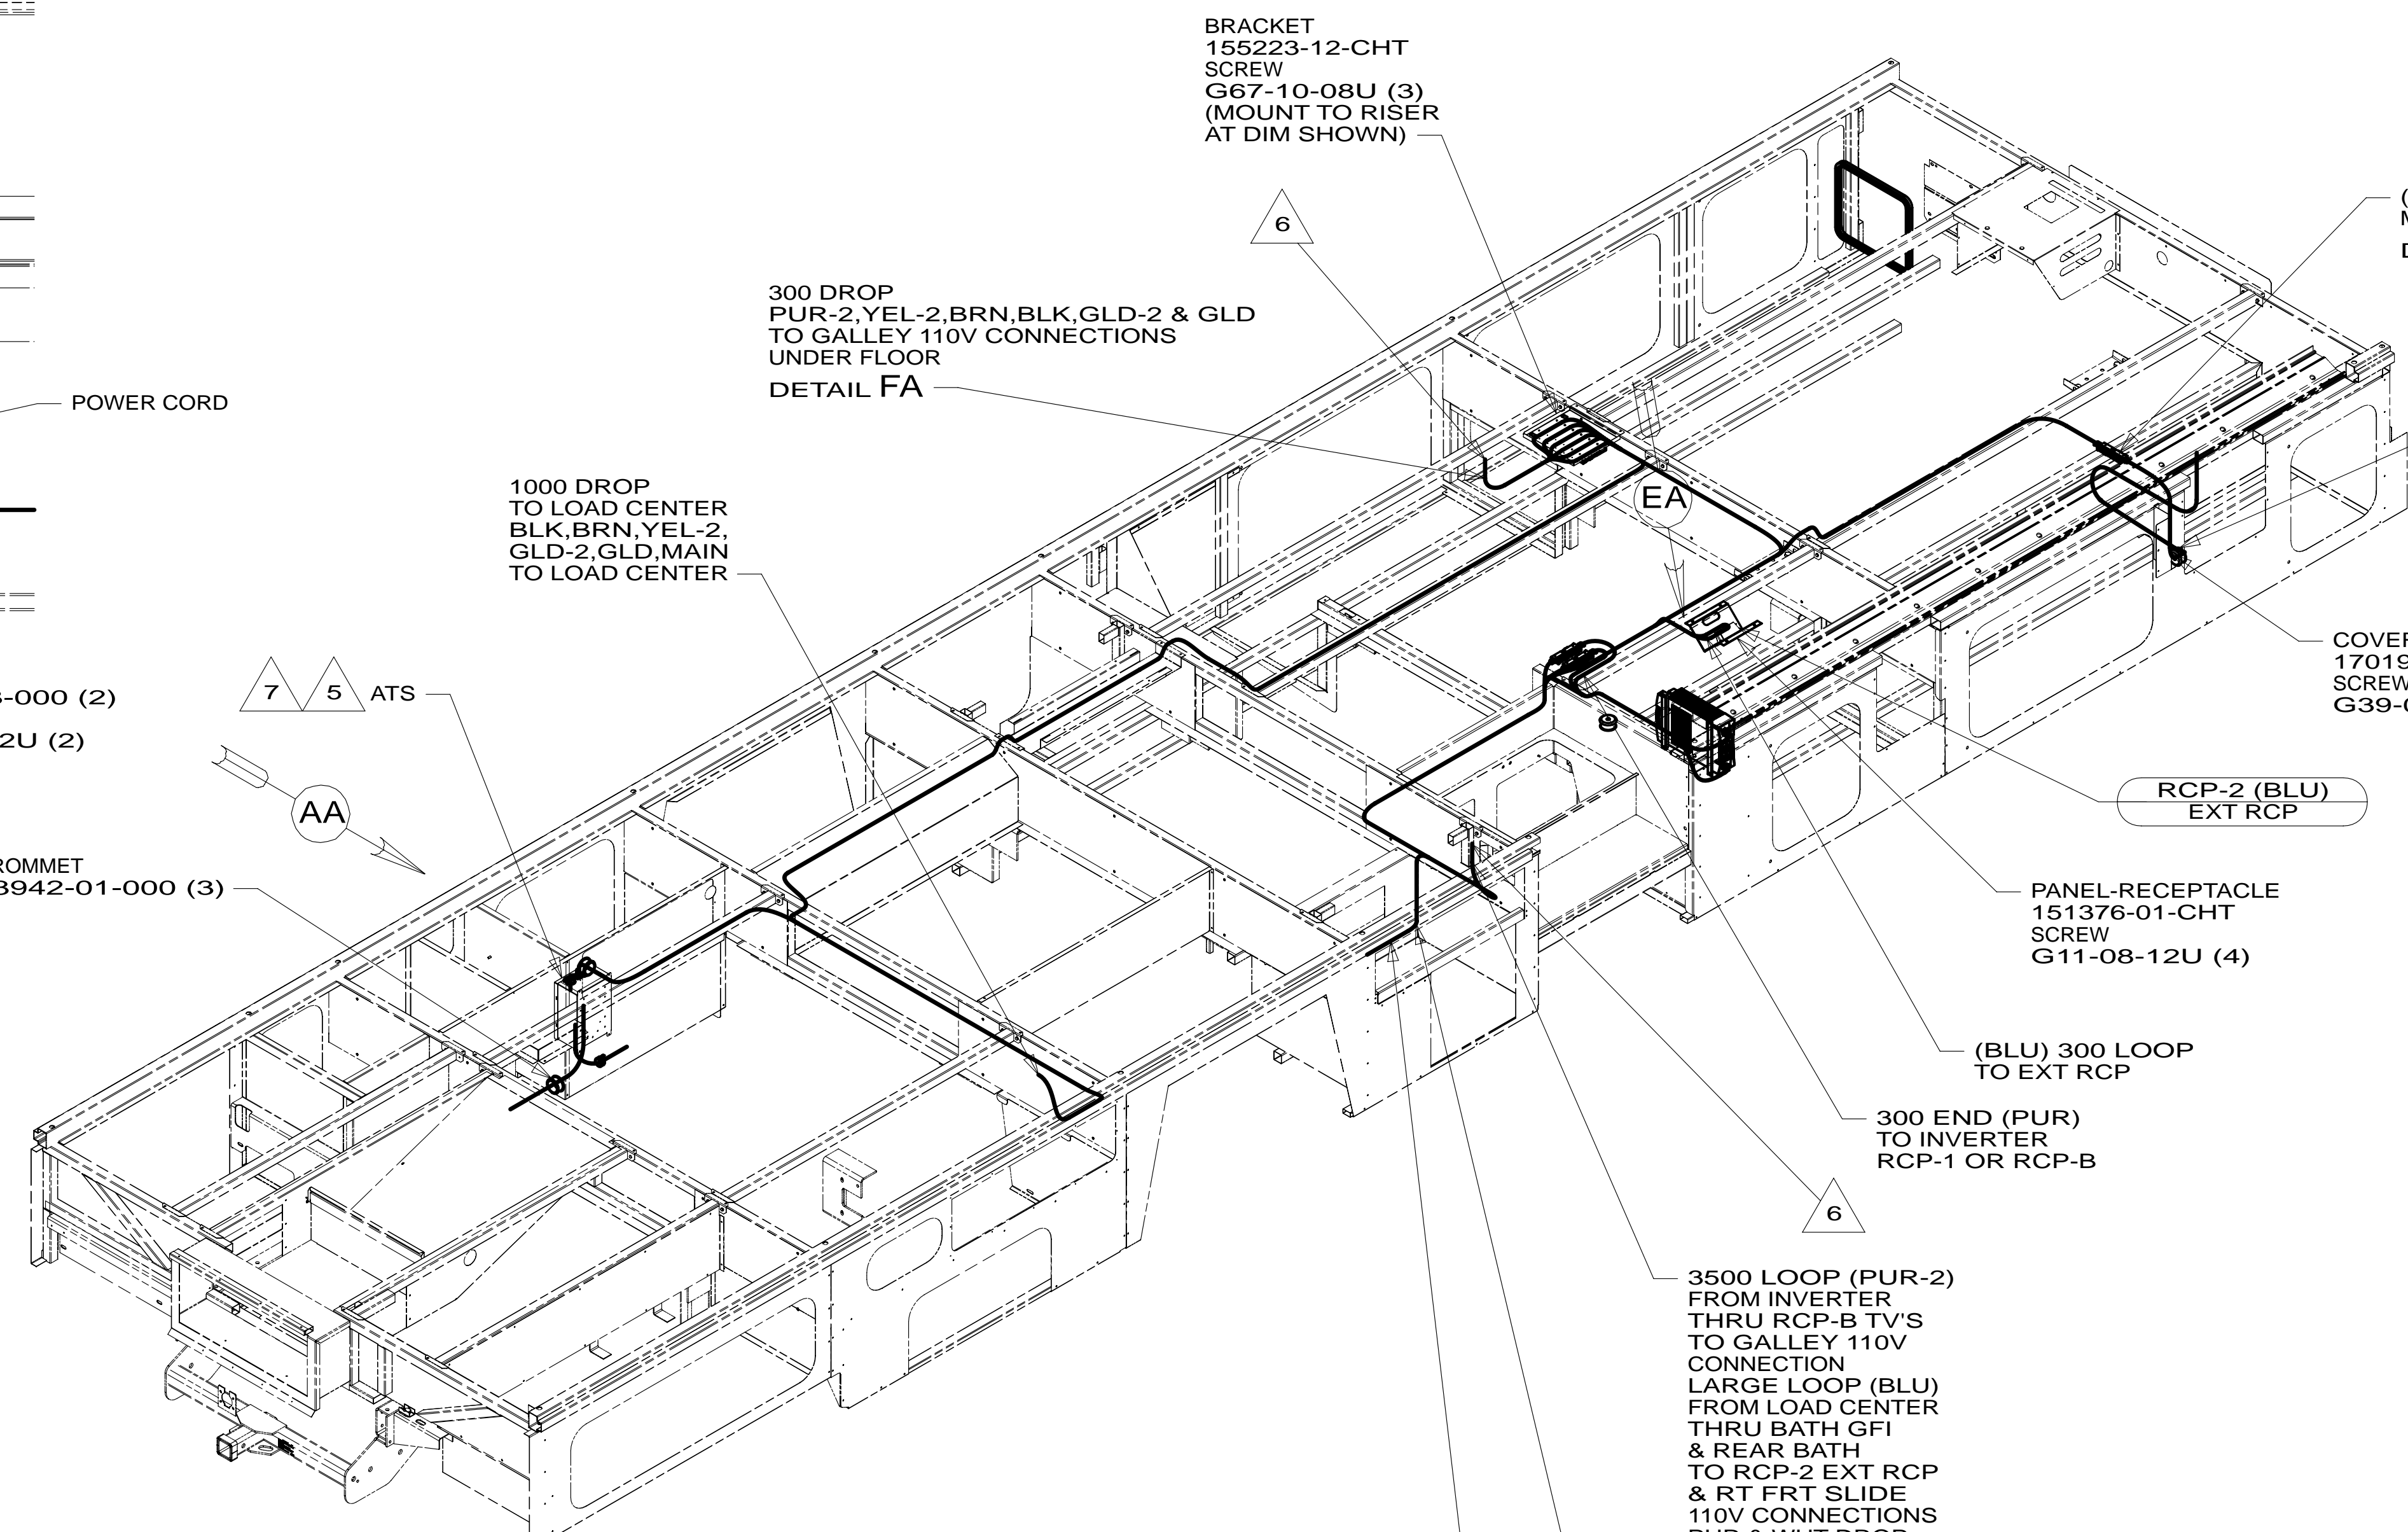 BRACKET
155223-12-CHT
SCREW
G67-10-08U (3)
(MOUNT TO RISER
AT DIM SHOWN)
6
300 DROP
PUR-2,YEL-2,BRN,BLK,GLD-2 & GLD
TO GALLEY 110V CONNECTIONS
UNDER FLOOR
DETAIL FA
POWER CORD
1000 DROP
TO LOAD CENTER
BLK,BRN,YEL-2,
GLD-2,GLD,MAIN
TO LOAD CENTER
EA
-000 (2)
7 5 ATS
2U (2)
AA
ROMMET
3942-01-000 (3)
COVER
17019
SCREW
G39-
RCP-2 (BLU)
EXT RCP
PANEL-RECEPTACLE
151376-01-CHT
SCREW
G11-08-12U (4)
(BLU) 300 LOOP
TO EXT RCP
300 END (PUR)
TO INVERTER
RCP-1 OR RCP-B
6
3500 LOOP (PUR-2)
FROM INVERTER
THRU RCP-B TV'S
TO GALLEY 110V
CONNECTION
LARGE LOOP (BLU)
FROM LOAD CENTER
THRU BATH GFI
& REAR BATH
TO RCP-2 EXT RCP
& RT FRT SLIDE
110V CONNECTIONS